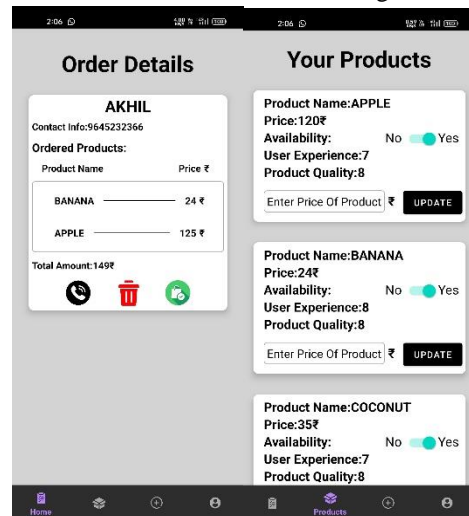 2:06
Order Details
AKHIL
Contact Info:9645232366
Ordered Products:
Product Name Price ₹
BANANA 24 ₹
APPLE 125 ₹
Total Amount:149₹
Home
2:06
Your Products
Product Name:APPLE
Price:120₹
Availability: No Yes
User Experience:7
Product Quality:8
Enter Price Of Product ₹ UPDATE
Product Name:BANANA
Price:24₹
Availability: No Yes
User Experience:8
Product Quality:8
Enter Price Of Product ₹ UPDATE
Product Name:COCONUT
Price:35₹
Availability: No Yes
User Experience:7
Product Quality:8
Products